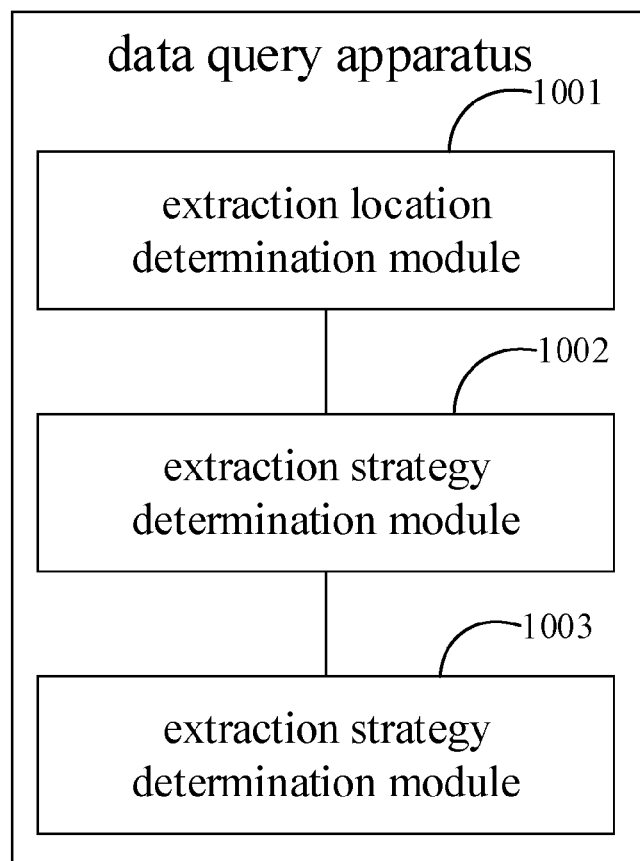 data query apparatus
1001
extraction location
determination module
1002
extraction strategy
determination module
1003
extraction strategy
determination module